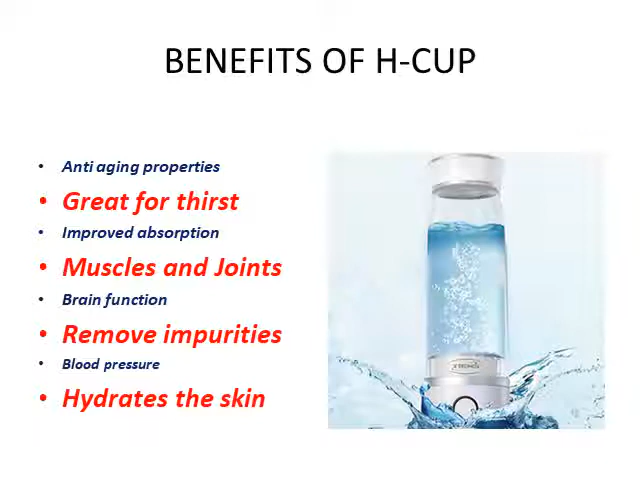 BENEFITS OF H-CUP
• Anti aging properties
• Great for thirst
• Improved absorption
• Muscles and Joints
• Brain function
• Remove impurities
• Blood pressure
• Hydrates the skin